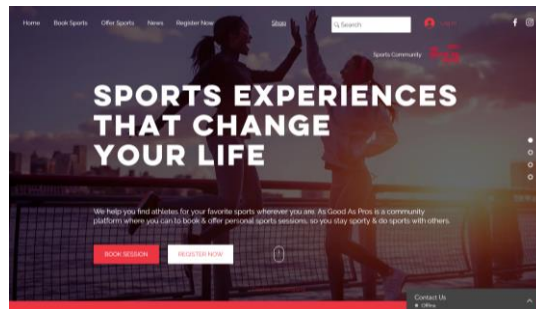 Home Book Sports Offer Sports News Register Now Shop Search
Sports Community
SPORTS EXPERIENCES
THAT CHANGE
YOUR LIFE
We help you find athletes for your favorite sports wherever you are. As Good As Pros is a community
platform where you can to book & offer personal sports sessions, so you stay sporty & do sports with others.
BOOK SESSION REGISTER NOW
Contact Us
Offline